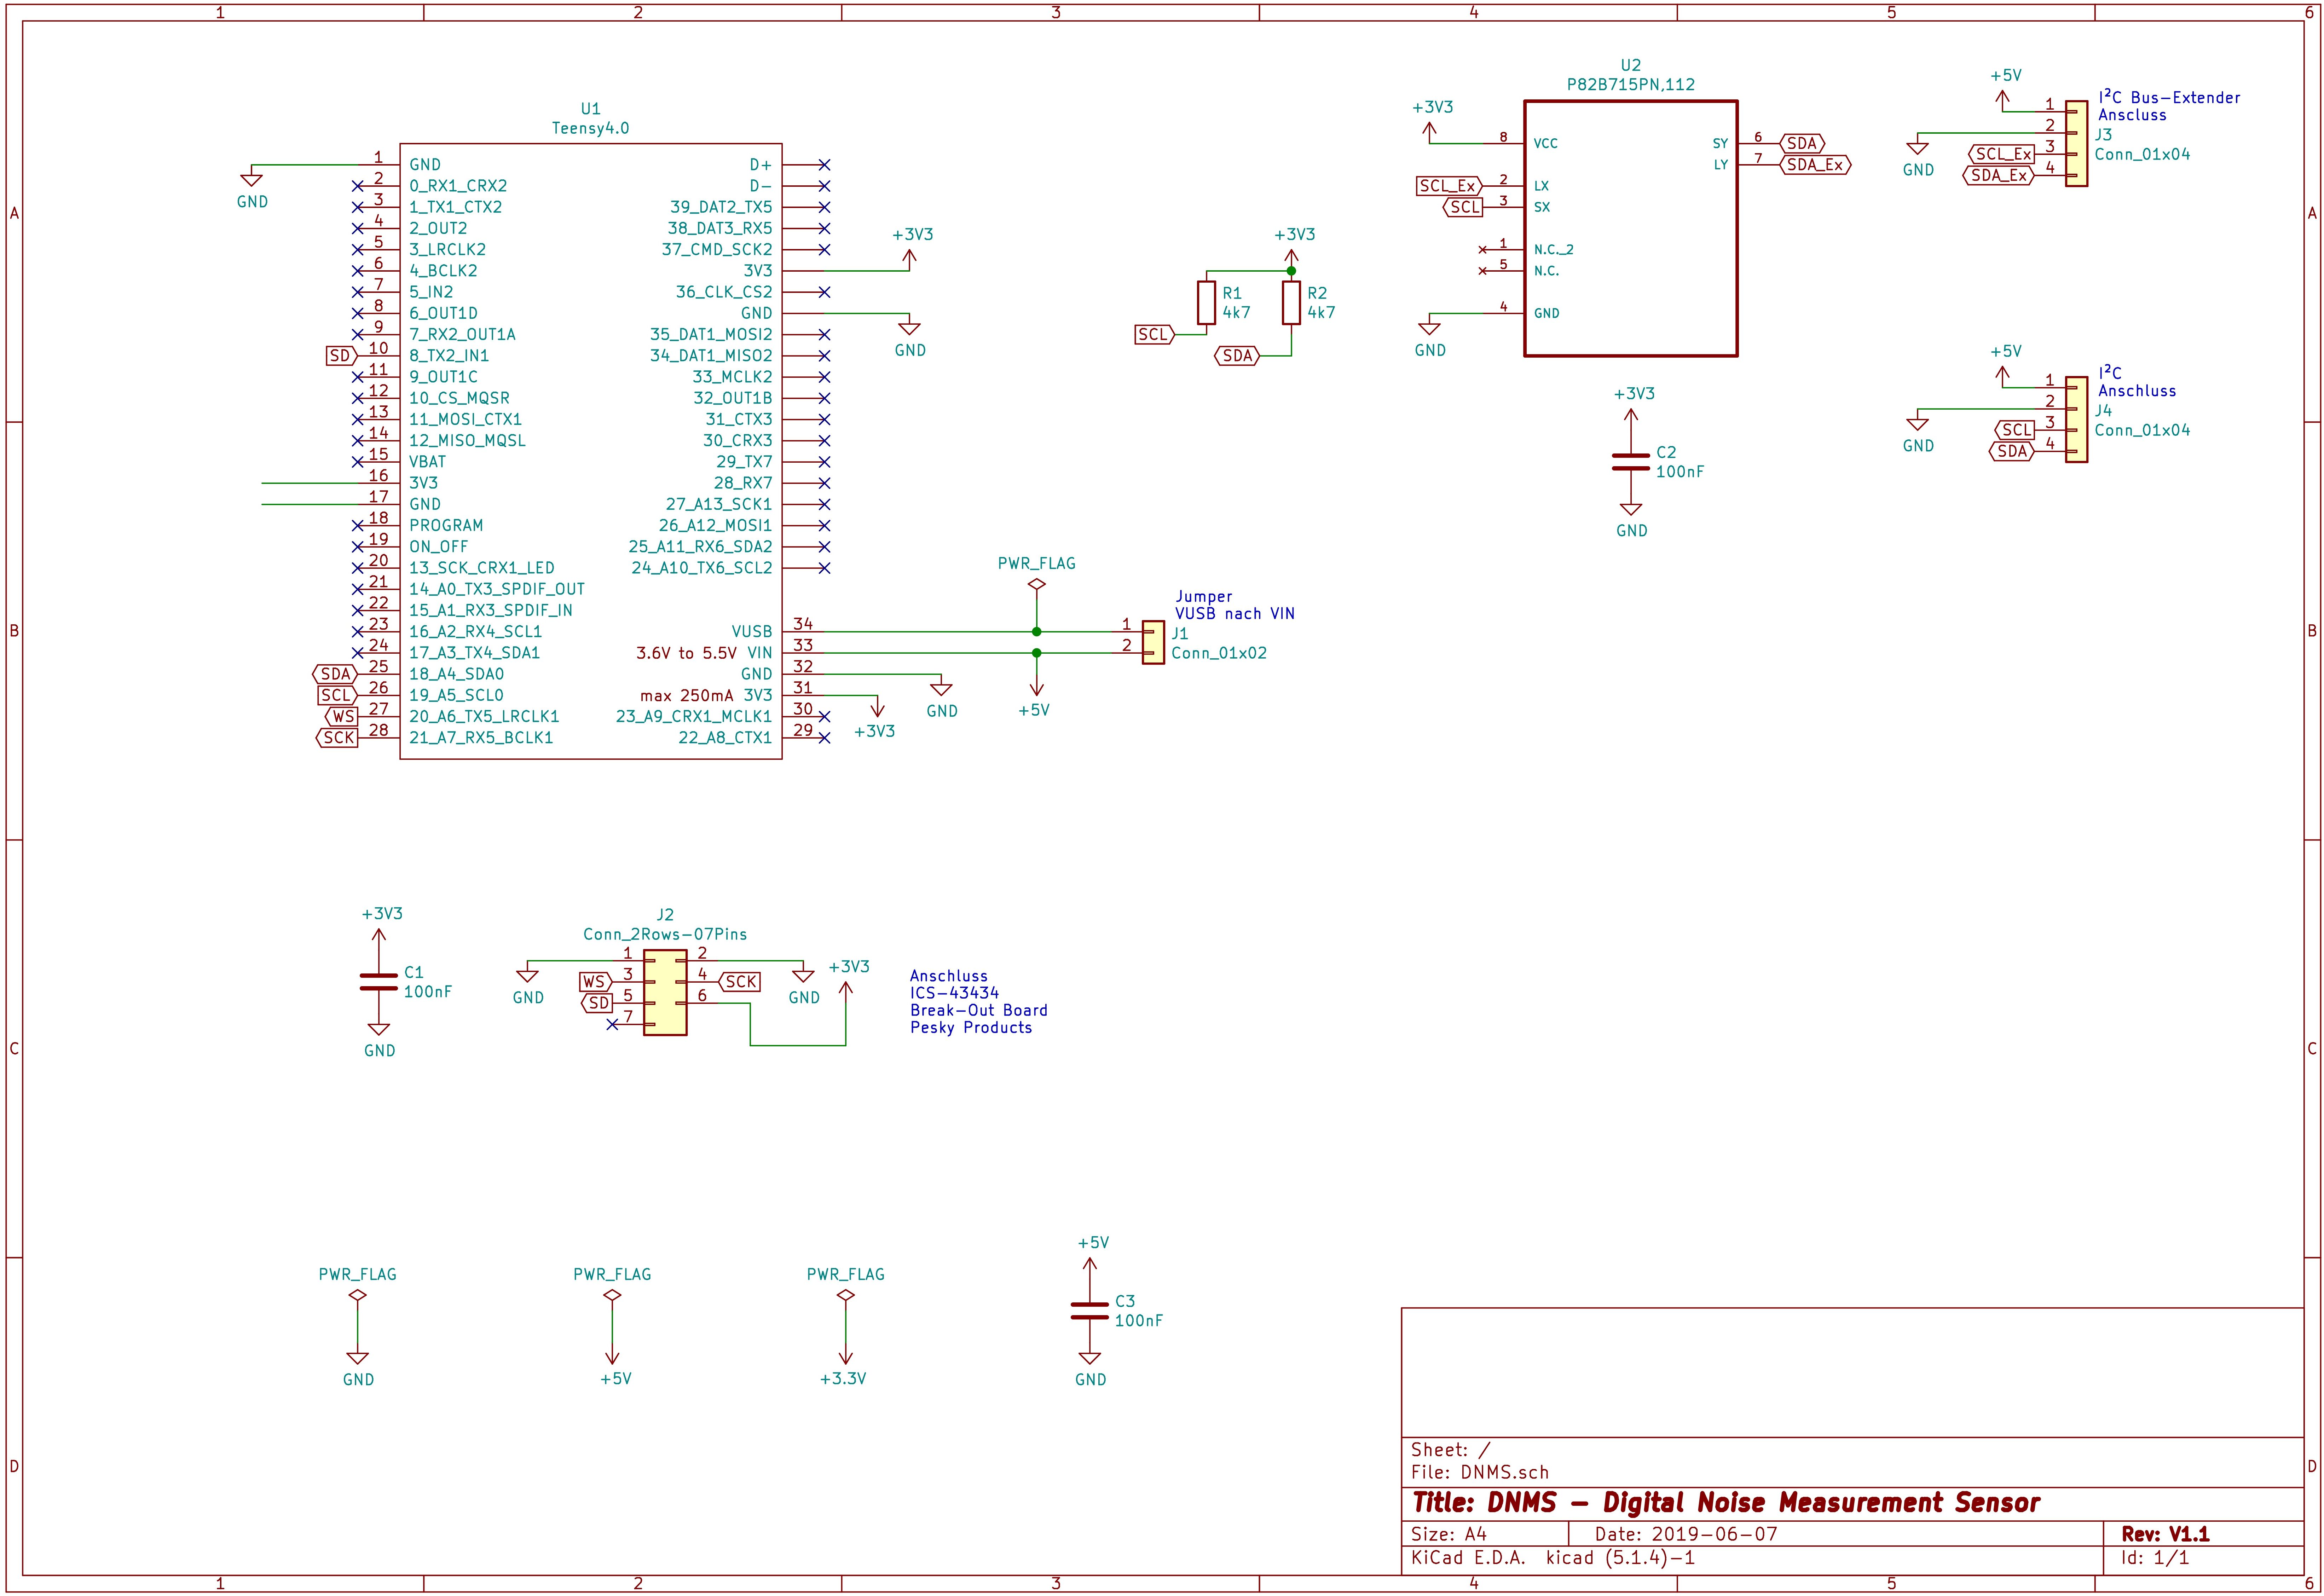 1 2 3 4 5 6
A
B
C
D
U1
Teensy4.0
1 GND
GND
2 0_RX1_CRX2
3 1_TX1_CTX2
4 2_OUT2
5 3_LRCLK2
6 4_BCLK2
7 5_IN2
8 6_OUT1D
9 7_RX2_OUT1A
SD 10 8_TX2_IN1
11 9_OUT1C
12 10_CS_MQSR
13 11_MOSI_CTX1
14 12_MISO_MQSL
15 VBAT
16 3V3
17 GND
18 PROGRAM
19 ON_OFF
20 13_SCK_CRX1_LED
21 14_A0_TX3_SPDIF_OUT
22 15_A1_RX3_SPDIF_IN
23 16_A2_RX4_SCL1
24 17_A3_TX4_SDA1
SDA 25 18_A4_SDA0
SCL 26 19_A5_SCL0
WS 27 20_A6_TX5_LRCLK1
SCK 28 21_A7_RX5_BCLK1
D+
D-
39_DAT2_TX5
38_DAT3_RX5
37_CMD_SCK2
3V3
+3V3
36_CLK_CS2
GND
GND
35_DAT1_MOSI2
34_DAT1_MISO2
33_MCLK2
32_OUT1B
31_CTX3
30_CRX3
29_TX7
28_RX7
27_A13_SCK1
26_A12_MOSI1
25_A11_RX6_SDA2
24_A10_TX6_SCL2
VUSB 34
3.6V to 5.5V VIN 33
GND 32
max 250mA 3V3 31
23_A9_CRX1_MCLK1 30
22_A8_CTX1 29
GND
+3V3
PWR_FLAG
+5V
Jumper
VUSB nach VIN
1 J1
2 Conn_01x02
+3V3
R1
4k7
R2
4k7
SCL
SDA
U2
P82B715PN,112
+3V3
8 VCC
SCL_Ex 2 LX
SCL 3 SX
1 N.C._2
5 N.C.
4 GND
GND
SY 6 SDA
LY 7 SDA_Ex
+3V3
C2
100nF
GND
+5V
I²C Bus-Extender
Anscluss
J3
Conn_01x04
1
2
SCL_Ex 3
SDA_Ex 4
GND
+5V
I²C
Anschluss
J4
Conn_01x04
1
2
SCL 3
SDA 4
GND
+3V3
C1
100nF
GND
J2
Conn_2Rows-07Pins
1 2
WS 3 4 SCK
SD 5 6
7
GND
GND
+3V3
Anschluss
ICS-43434
Break-Out Board
Pesky Products
PWR_FLAG
GND
PWR_FLAG
+5V
PWR_FLAG
+3.3V
+5V
C3
100nF
GND
Sheet: /
File: DNMS.sch
Title: DNMS - Digital Noise Measurement Sensor
Size: A4 Date: 2019-06-07 Rev: V1.1
KiCad E.D.A. kicad (5.1.4)-1 Id: 1/1
A
B
C
D
1 2 3 4 5 6